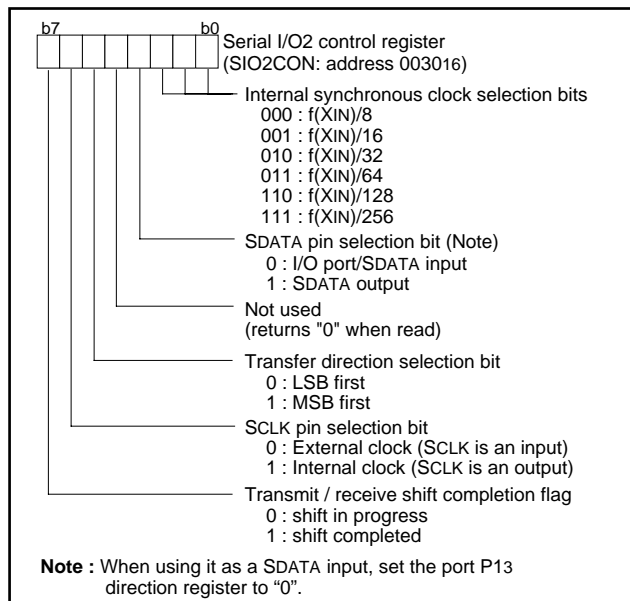 b7 b0
Serial I/O2 control register
(SIO2CON: address 003016)
Internal synchronous clock selection bits
000 : f(XIN)/8
001 : f(XIN)/16
010 : f(XIN)/32
011 : f(XIN)/64
110 : f(XIN)/128
111 : f(XIN)/256
SDATA pin selection bit (Note)
0 : I/O port/SDATA input
1 : SDATA output
Not used
(returns "0" when read)
Transfer direction selection bit
0 : LSB first
1 : MSB first
SCLK pin selection bit
0 : External clock (SCLK is an input)
1 : Internal clock (SCLK is an output)
Transmit / receive shift completion flag
0 : shift in progress
1 : shift completed
Note : When using it as a SDATA input, set the port P13
direction register to “0”.